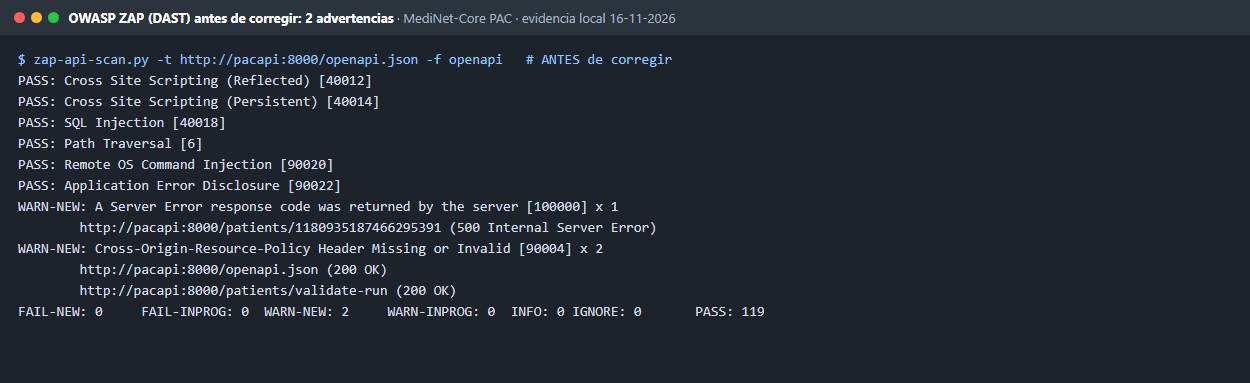 OWASP ZAP (DAST) antes de corregir: 2 advertencias · MediNet-Core PAC · evidencia local 16-11-2026
$ zap-api-scan.py -t http://pacapi:8000/openapi.json -f openapi   # ANTES de corregir
PASS: Cross Site Scripting (Reflected) [40012]
PASS: Cross Site Scripting (Persistent) [40014]
PASS: SQL Injection [40018]
PASS: Path Traversal [6]
PASS: Remote OS Command Injection [90020]
PASS: Application Error Disclosure [90022]
WARN-NEW: A Server Error response code was returned by the server [100000] x 1
        http://pacapi:8000/patients/1180935187466295391 (500 Internal Server Error)
WARN-NEW: Cross-Origin-Resource-Policy Header Missing or Invalid [90004] x 2
        http://pacapi:8000/openapi.json (200 OK)
        http://pacapi:8000/patients/validate-run (200 OK)
FAIL-NEW: 0     FAIL-INPROG: 0  WARN-NEW: 2     WARN-INPROG: 0  INFO: 0 IGNORE: 0       PASS: 119